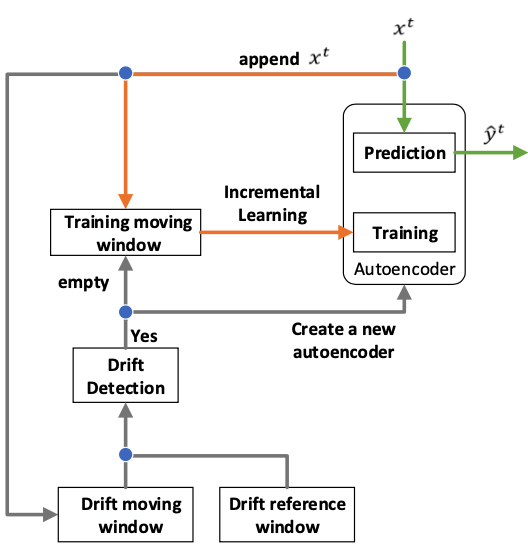 x^t
append x^t
Prediction
ŷ^t
Incremental
Learning
Training moving
window
Training
Autoencoder
empty
Yes
Create a new
autoencoder
Drift
Detection
Drift moving
window
Drift reference
window